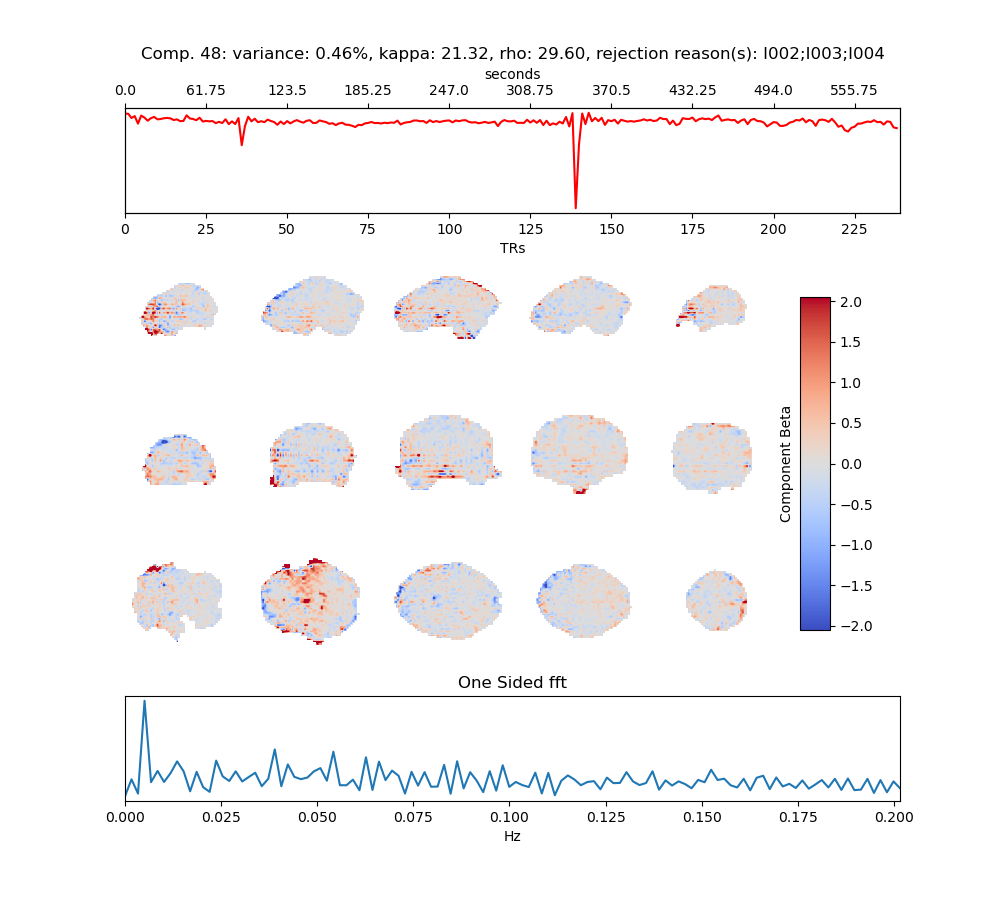 Comp. 48: variance: 0.46%, kappa: 21.32, rho: 29.60, rejection reason(s): I002;I003;I004
seconds
0.0 61.75 123.5 185.25 247.0 308.75 370.5 432.25 494.0 555.75
0 25 50 75 100 125 150 175 200 225
TRs
2.0
1.5
1.0
0.5
0.0
−0.5
−1.0
−1.5
−2.0
Component Beta
One Sided fft
0.000 0.025 0.050 0.075 0.100 0.125 0.150 0.175 0.200
Hz